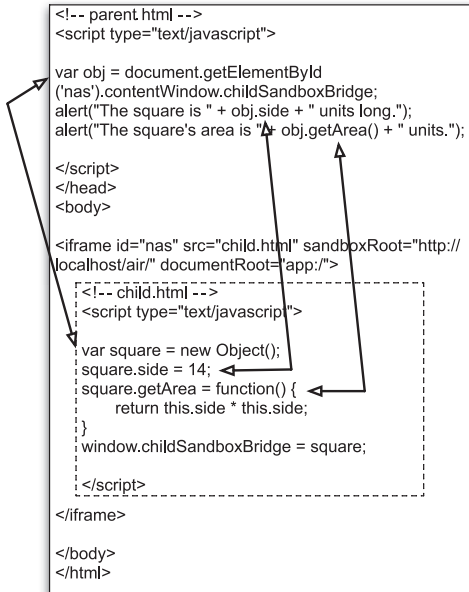 <!-- parent.html -->
<script type="text/javascript">
var obj = document.getElementById
('nas').contentWindow.childSandboxBridge;
alert("The square is " + obj.side + " units long.");
alert("The square's area is "+ obj.getArea() + " units.");
</script>
</head>
<body>
<iframe id="nas" src="child.html" sandboxRoot="http://
localhost/air/" documentRoot="app:/">
<!-- child.html -->
<script type="text/javascript">
var square = new Object();
square.side = 14;
square.getArea = function() {
return this.side * this.side;
}
window.childSandboxBridge = square;
</script>
</iframe>
</body>
</html>